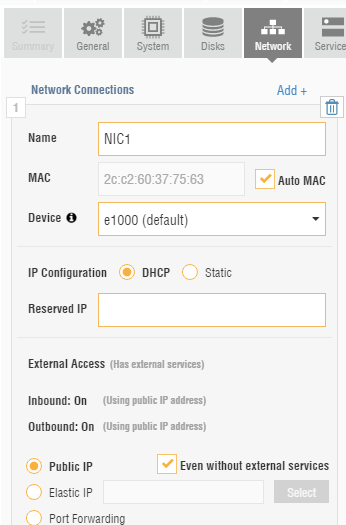 Summary General System Disks Network Service
Network Connections Add +
1
Name NIC1
MAC 2c:c2:60:37:75:63 Auto MAC
Device e1000 (default)
IP Configuration DHCP Static
Reserved IP
External Access (Has external services)
Inbound: On (Using public IP address)
Outbound: On (Using public IP address)
Public IP Even without external services
Elastic IP Select
Port Forwarding